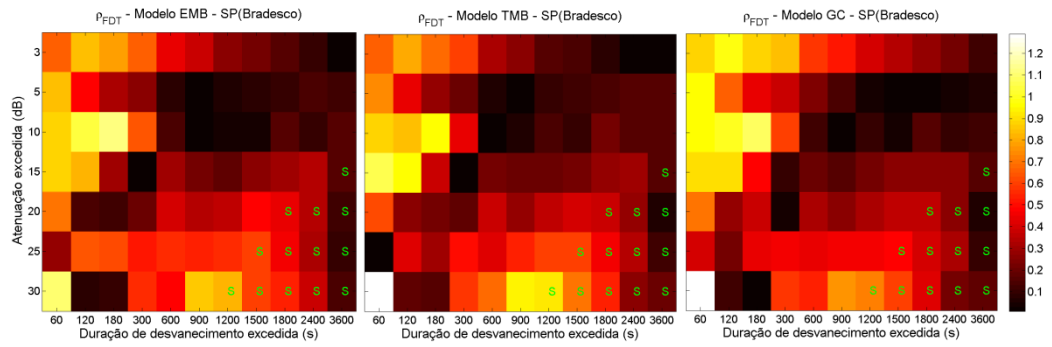 ρFDT - Modelo EMB - SP(Bradesco)
ρFDT - Modelo TMB - SP(Bradesco)
ρFDT - Modelo GC - SP(Bradesco)
Atenuação excedida (dB)
3
5
10
15 S S S
20 S S S S S S S S S
25 S S S S S S S S S S S S
30 S S S S S S S S S S S S S S S
60 120 180 300 600 900 1200 1500 1800 2400 3600
60 120 180 300 600 900 1200 1500 1800 2400 3600
60 120 180 300 600 900 1200 1500 1800 2400 3600
Duração de desvanecimento excedida (s)
Duração de desvanecimento excedida (s)
Duração de desvanecimento excedida (s)
1.2
1.1
1
0.9
0.8
0.7
0.6
0.5
0.4
0.3
0.2
0.1